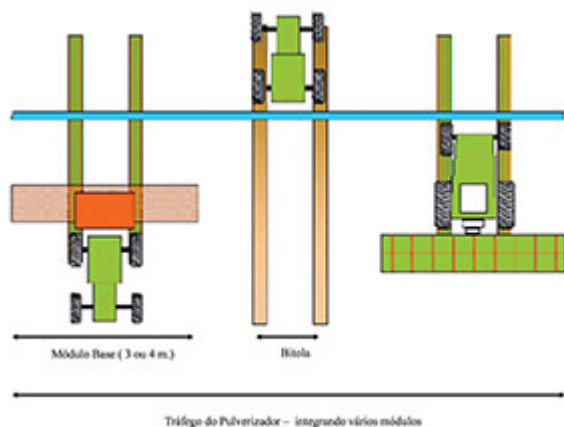 Módulo Base ( 3 ou 4 m.)
Bitola
Tráfego do Pulverizador – integrando vários módulos